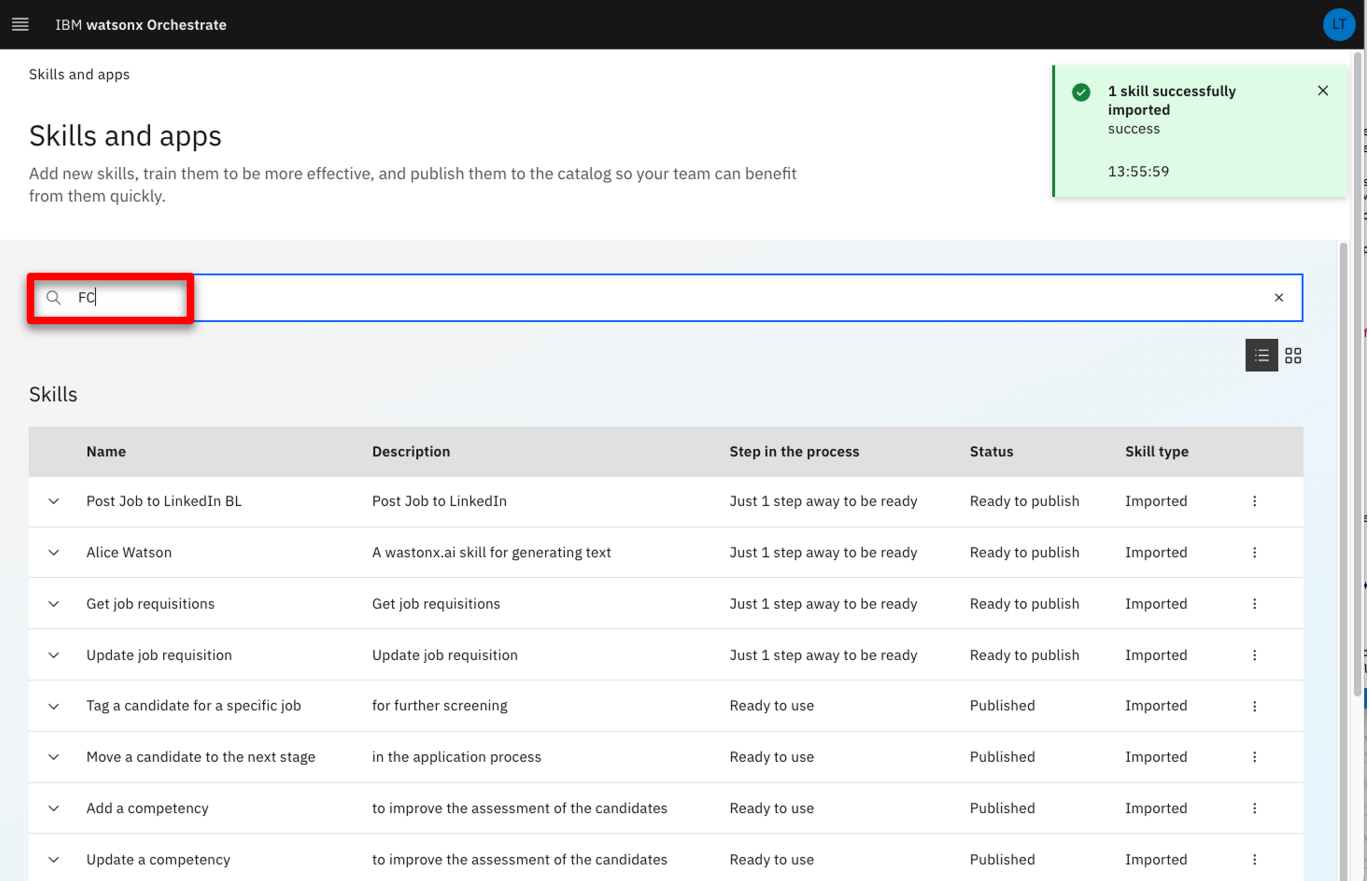 IBM watsonx Orchestrate
LT
Skills and apps
1 skill successfully
imported
success
13:55:59
Skills and apps
Add new skills, train them to be more effective, and publish them to the catalog so your team can benefit
from them quickly.
FC
Skills
Name Description Step in the process Status Skill type
Post Job to LinkedIn BL Post Job to LinkedIn Just 1 step away to be ready Ready to publish Imported
Alice Watson A wastonx.ai skill for generating text Just 1 step away to be ready Ready to publish Imported
Get job requisitions Get job requisitions Just 1 step away to be ready Ready to publish Imported
Update job requisition Update job requisition Just 1 step away to be ready Ready to publish Imported
Tag a candidate for a specific job for further screening Ready to use Published Imported
Move a candidate to the next stage in the application process Ready to use Published Imported
Add a competency to improve the assessment of the candidates Ready to use Published Imported
Update a competency to improve the assessment of the candidates Ready to use Published Imported